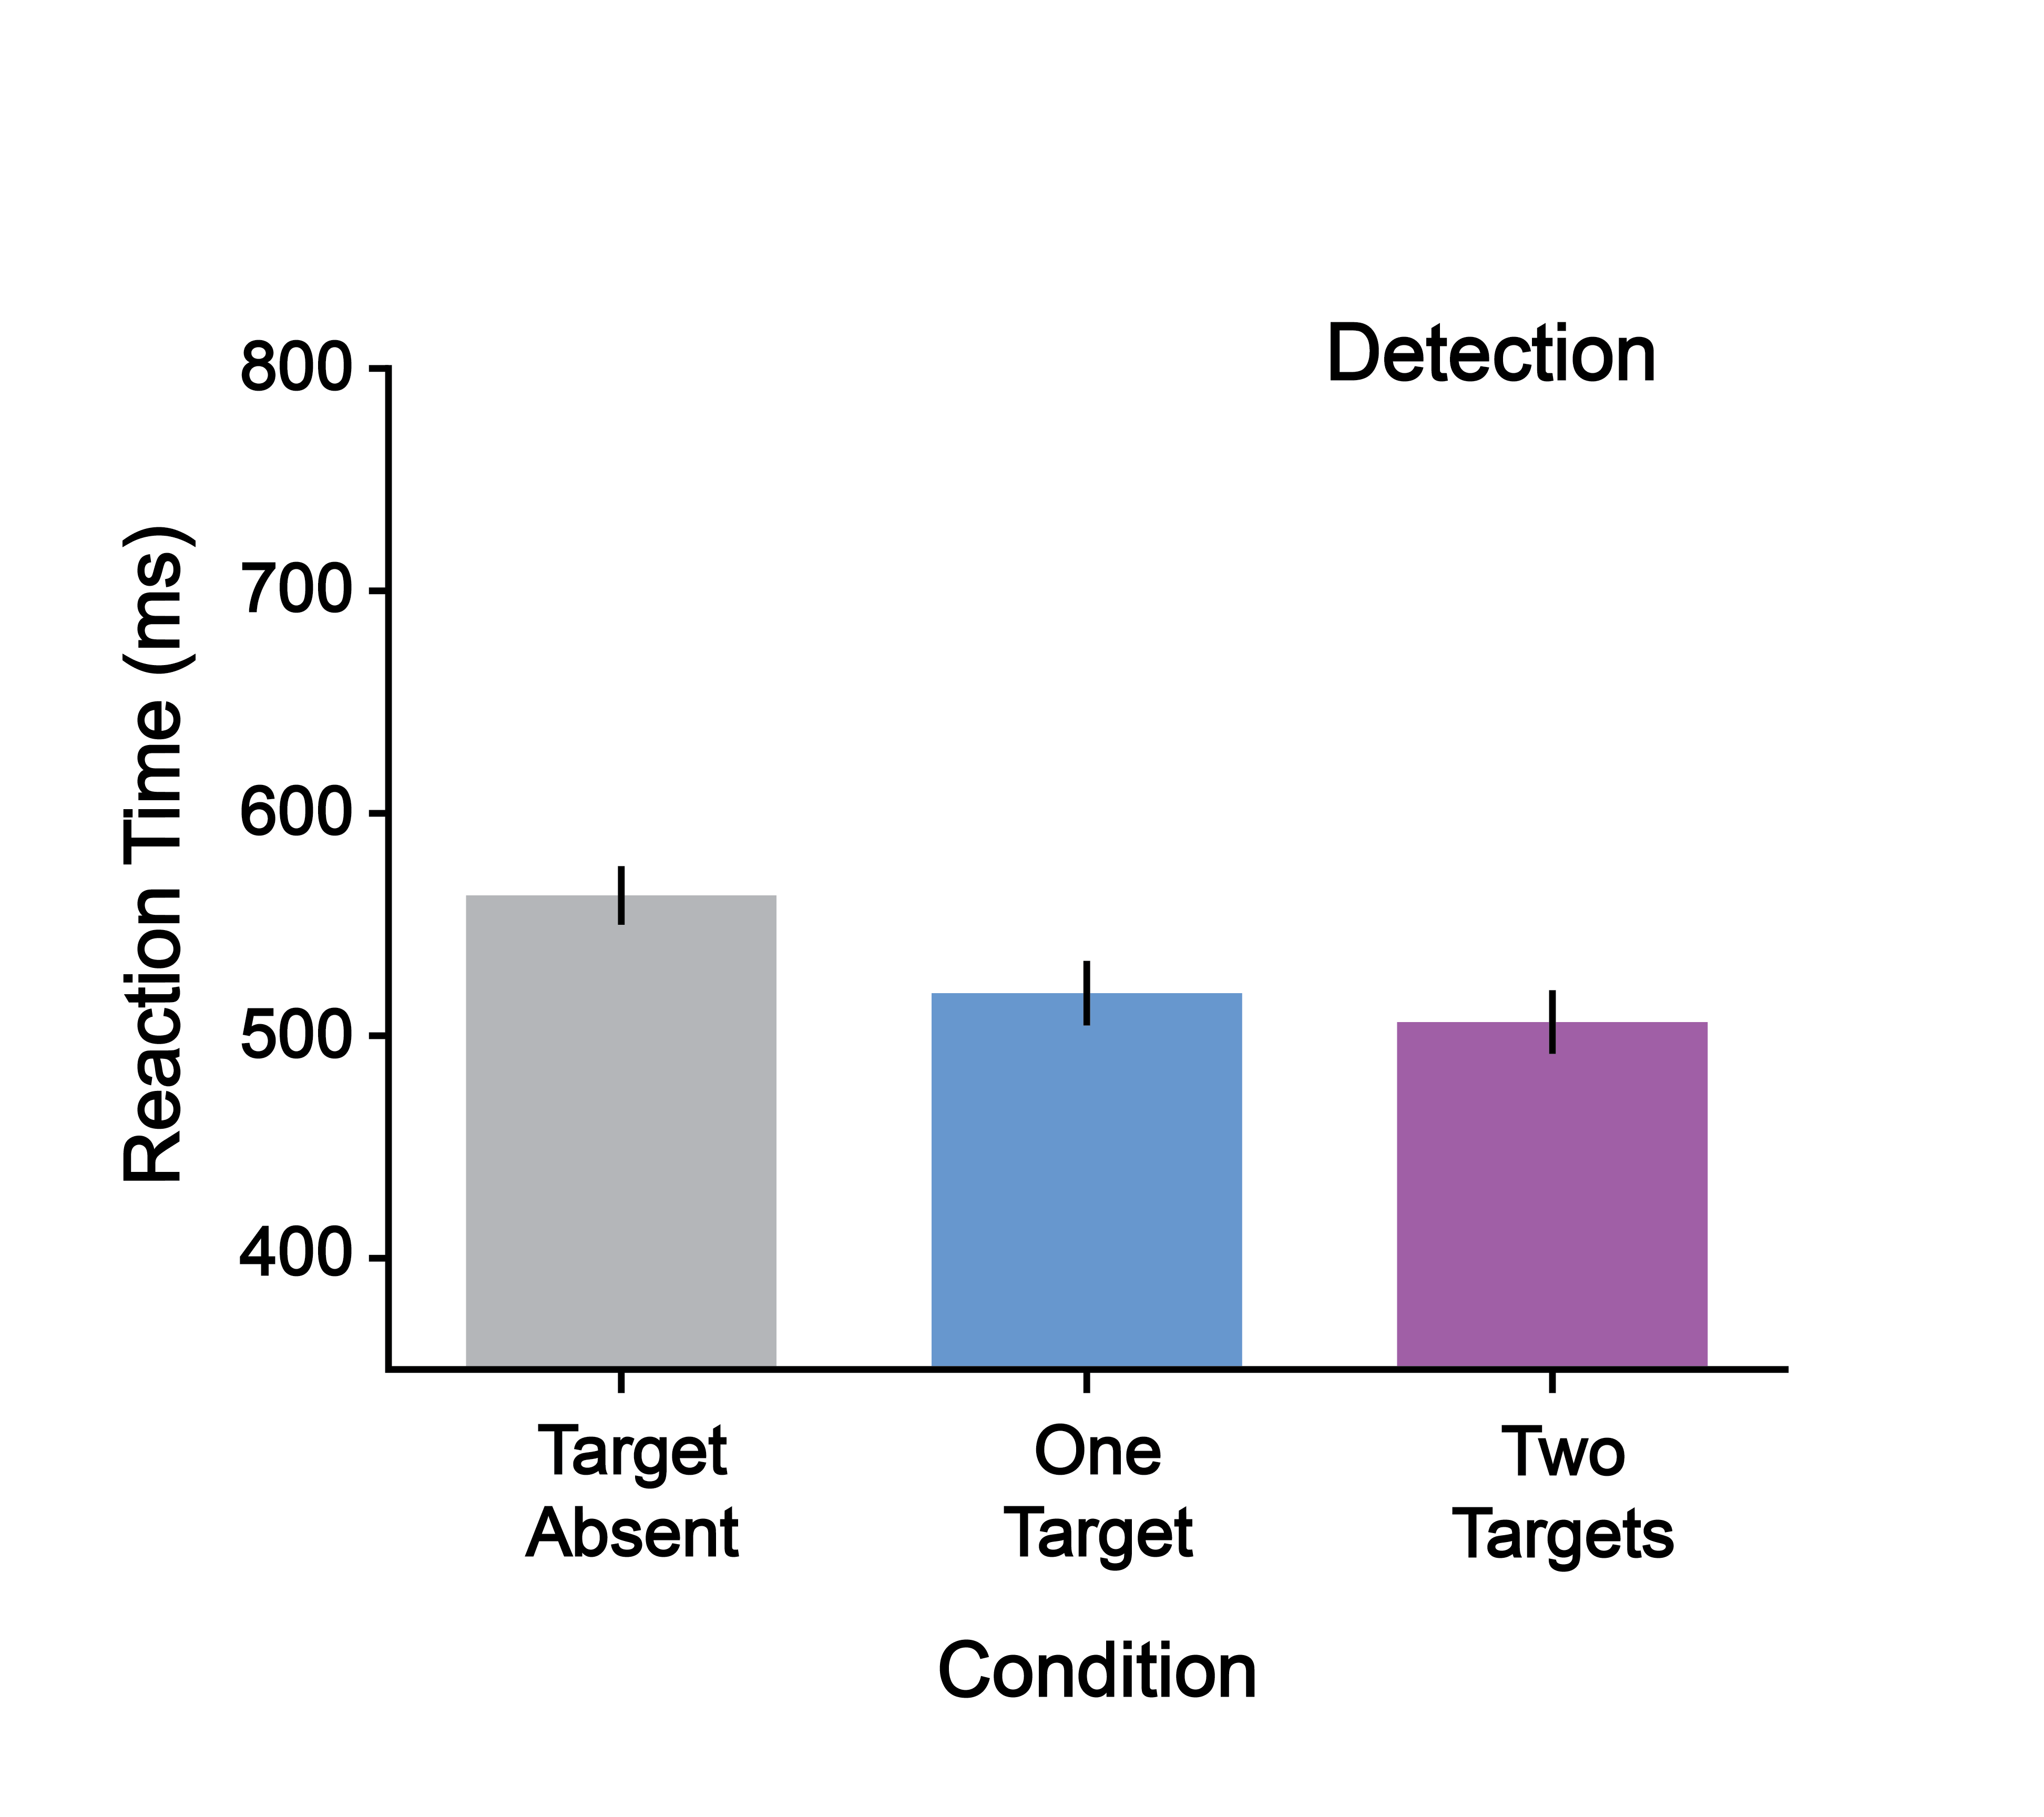 Detection
800
700
600
500
400
Reaction Time (ms)
Target
Absent
One
Target
Two
Targets
Condition